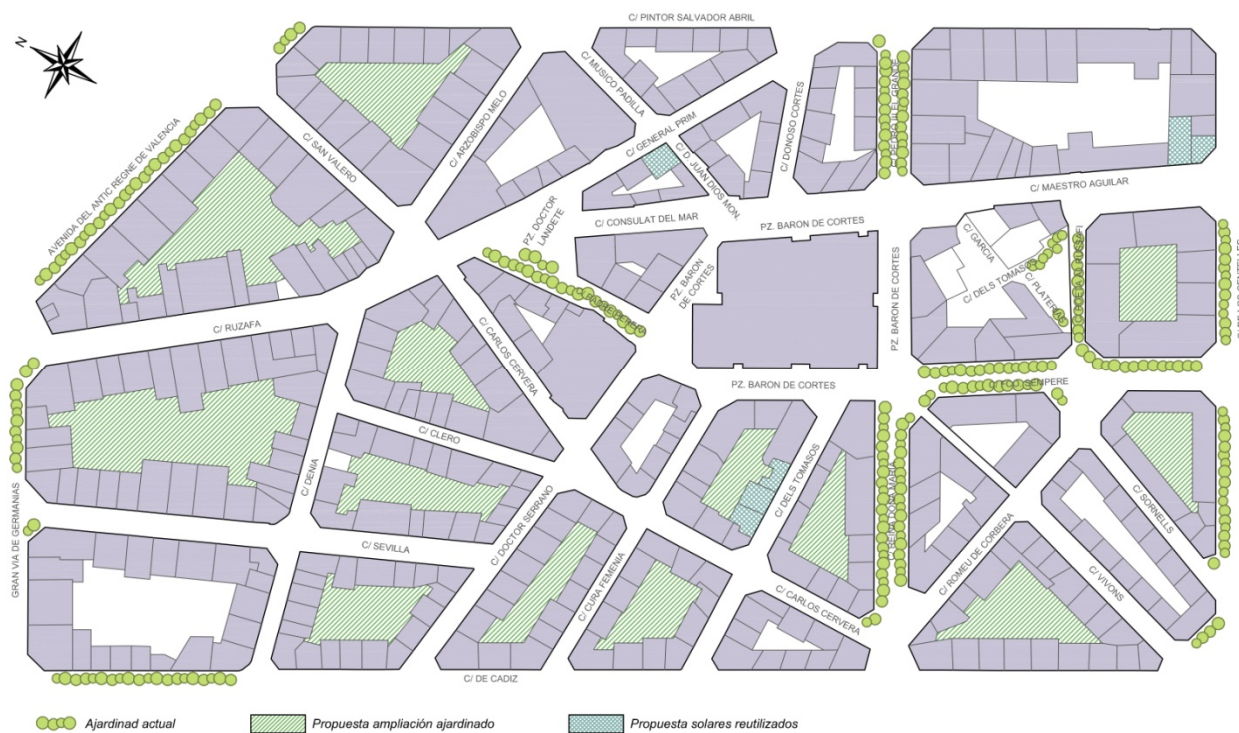 C/ PINTOR SALVADOR ABRIL
N
C/ MUSICO PADILLA
AVENIDA DEL ANTIC REGNE DE VALENCIA
C/ SAN VALERO
C/ ARZOBISPO MELO
C/ GENERAL PRIM
C/ D. JUAN DIOS MON.
C/ DONOSO CORTES
C/ MAESTRO AGUILAR
PZ. DOCTOR
LANDETE
C/ CONSULAT DEL MAR
PZ. BARON DE CORTES
PZ. BARON
DE CORTES
PZ. BARON DE CORTES
C/ GARCIA
C/ DELS TOMASOS
C/ PLATERIAS
C/ RUZAFA
C/ CARLOS CERVERA
PZ. BARON DE CORTES
SEMPERE
C/ CLERO
C/ DENIA
C/ DELS TOMASOS
C/ SORNELLS
GRAN VIA DE GERMANIAS
C/ SEVILLA
C/ DOCTOR SERRANO
C/ CURA FEMENIA
C/ CARLOS CERVERA
C/ ROMEU DE CORBERA
C/ VIVONS
C/ DE CADIZ
Ajardinad actual
Propuesta ampliación ajardinado
Propuesta solares reutilizados